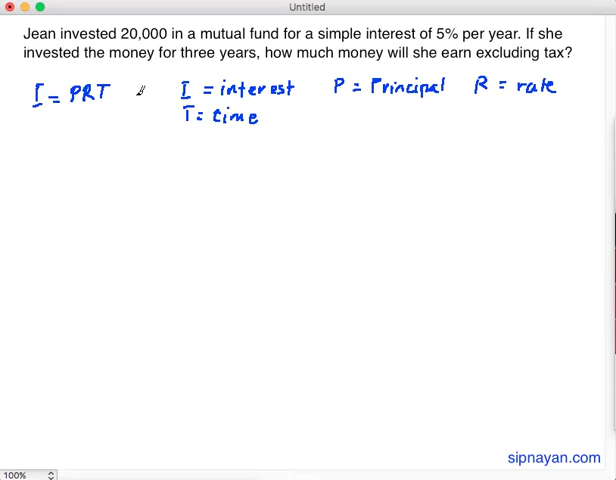 Untitled
Jean invested 20,000 in a mutual fund for a simple interest of 5% per year. If she
invested the money for three years, how much money will she earn excluding tax?
I = PRT I = interest P = Principal R = rate
T = time
sipnayan.com
100%